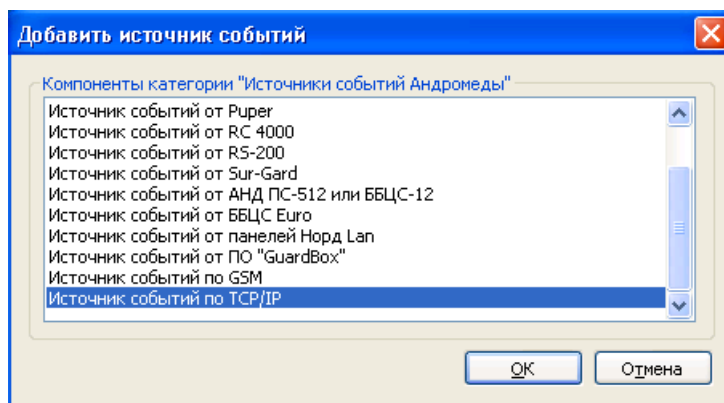 Добавить источник событий
Компоненты категории "Источники событий Андромеды"
Источник событий от Puper
Источник событий от RC 4000
Источник событий от RS-200
Источник событий от Sur-Gard
Источник событий от АНД ПС-512 или ББЦС-12
Источник событий от ББЦС Euro
Источник событий от панелей Норд Lan
Источник событий от ПО "GuardBox"
Источник событий по GSM
Источник событий по TCP/IP
OK
Отмена